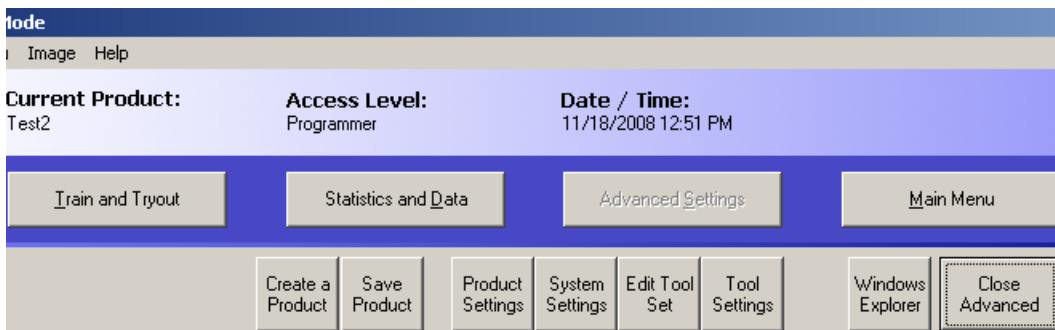 Mode
Image Help
Current Product: Access Level: Date / Time:
Test2 Programmer 11/18/2008 12:51 PM
Train and Tryout Statistics and Data Advanced Settings Main Menu
Create a Product Save Product Product Settings System Settings Edit Tool Set Tool Settings Windows Explorer Close Advanced